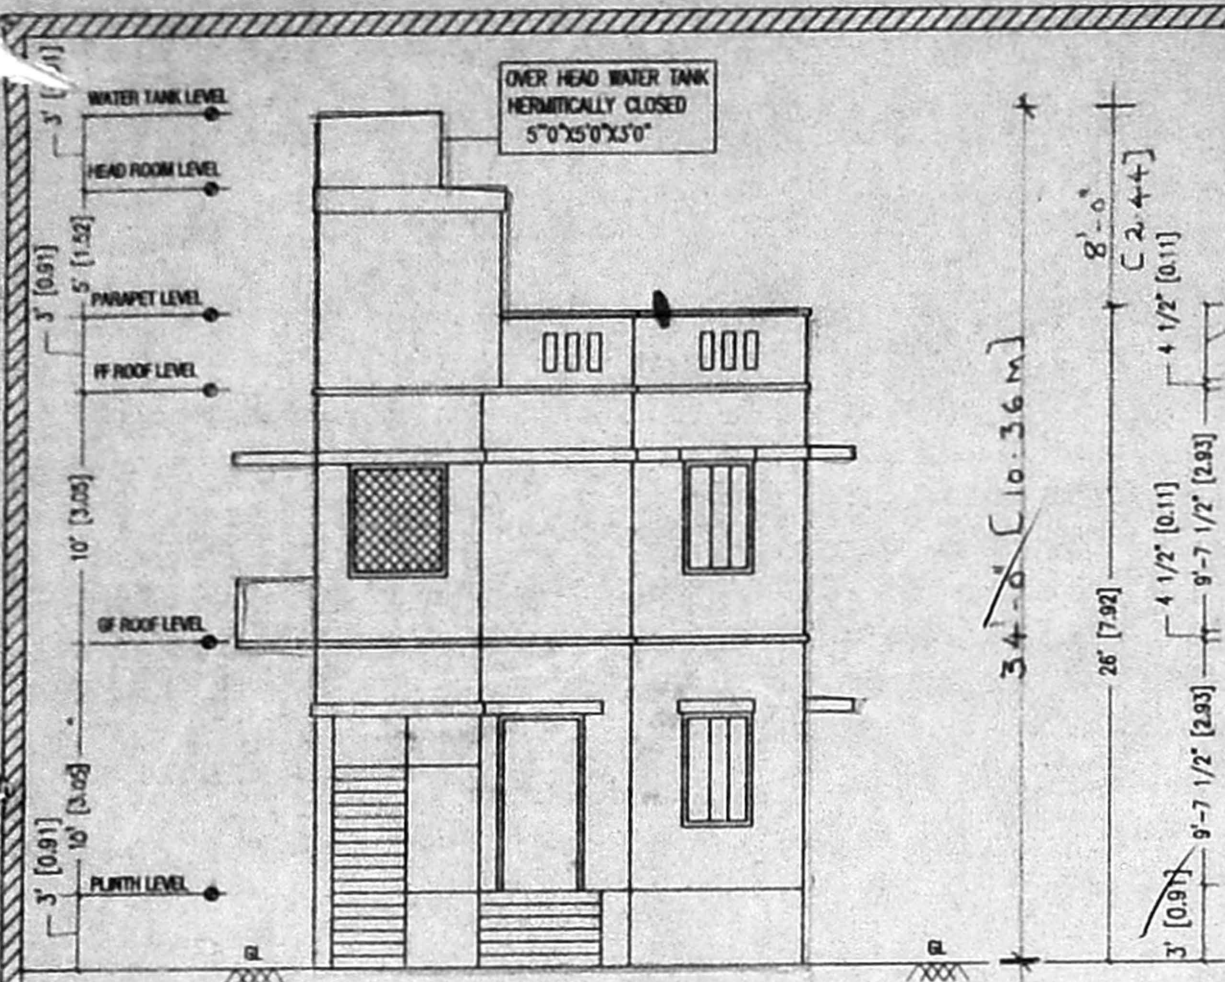 OVER HEAD WATER TANK
HERMITICALLY CLOSED
5''0"X5'0"X3'0"
WATER TANK LEVEL
HEAD ROOM LEVEL
5' [1.52]
3' [0.91]
PARAPET LEVEL
FF ROOF LEVEL
10' [3.05]
GF ROOF LEVEL
10' [3.05]
3' [0.91]
PLINTH LEVEL
GL
GL
34'-0" [10.36M]
8'-0"
[2.44]
26' [7.92]
4 1/2" [0.11]
9'-7 1/2" [2.93]
4 1/2" [0.11]
9'-7 1/2" [2.93]
3' [0.91]